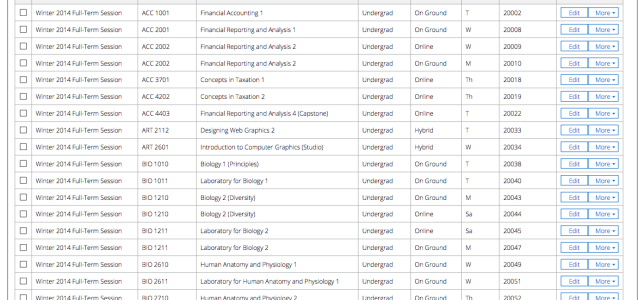 Winter 2014 Full-Term Session ACC 1001 Financial Accounting 1 Undergrad On Ground T 20002 Edit More
Winter 2014 Full-Term Session ACC 2001 Financial Reporting and Analysis 1 Undergrad On Ground W 20008 Edit More
Winter 2014 Full-Term Session ACC 2002 Financial Reporting and Analysis 2 Undergrad Online W 20009 Edit More
Winter 2014 Full-Term Session ACC 2002 Financial Reporting and Analysis 2 Undergrad On Ground M 20010 Edit More
Winter 2014 Full-Term Session ACC 3701 Concepts in Taxation 1 Undergrad Online Th 20018 Edit More
Winter 2014 Full-Term Session ACC 4202 Concepts in Taxation 2 Undergrad Online Th 20019 Edit More
Winter 2014 Full-Term Session ACC 4403 Financial Reporting and Analysis 4 (Capstone) Undergrad Online T 20022 Edit More
Winter 2014 Full-Term Session ART 2112 Designing Web Graphics 2 Undergrad Hybrid T 20033 Edit More
Winter 2014 Full-Term Session ART 2601 Introduction to Computer Graphics (Studio) Undergrad Hybrid W 20034 Edit More
Winter 2014 Full-Term Session BIO 1010 Biology 1 (Principles) Undergrad On Ground T 20038 Edit More
Winter 2014 Full-Term Session BIO 1011 Laboratory for Biology 1 Undergrad On Ground T 20040 Edit More
Winter 2014 Full-Term Session BIO 1210 Biology 2 (Diversity) Undergrad On Ground M 20043 Edit More
Winter 2014 Full-Term Session BIO 1210 Biology 2 (Diversity) Undergrad Online Sa 20044 Edit More
Winter 2014 Full-Term Session BIO 1211 Laboratory for Biology 2 Undergrad Online Sa 20045 Edit More
Winter 2014 Full-Term Session BIO 1211 Laboratory for Biology 2 Undergrad On Ground M 20047 Edit More
Winter 2014 Full-Term Session BIO 2610 Human Anatomy and Physiology 1 Undergrad On Ground W 20049 Edit More
Winter 2014 Full-Term Session BIO 2611 Laboratory for Human Anatomy and Physiology 1 Undergrad On Ground W 20051 Edit More
Winter 2014 Full-Term Session BIO 2710 Human Anatomy and Physiology 2 Undergrad On Ground Th 20052 Edit More